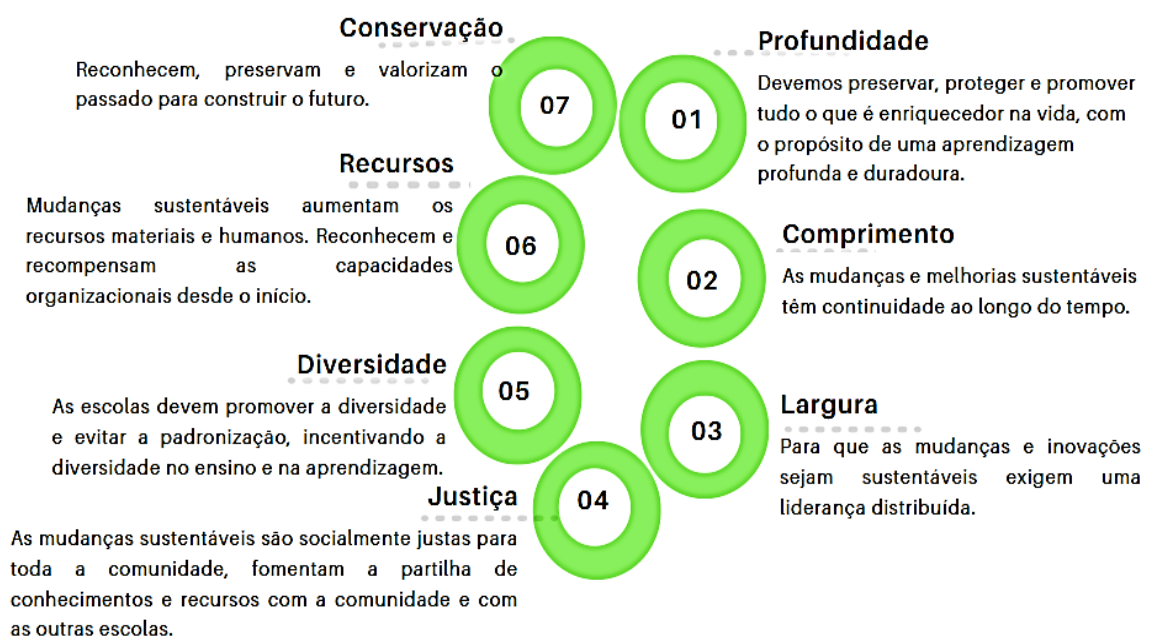 01
Profundidade
Devemos preservar, proteger e promover
tudo o que é enriquecedor na vida, com
o propósito de uma aprendizagem
profunda e duradoura.
02
Comprimento
As mudanças e melhorias sustentáveis
têm continuidade ao longo do tempo.
03
Largura
Para que as mudanças e inovações
sejam sustentáveis exigem uma
liderança distribuída.
04
Justiça
As mudanças sustentáveis são socialmente justas para
toda a comunidade, fomentam a partilha de
conhecimentos e recursos com a comunidade e com
as outras escolas.
05
Diversidade
As escolas devem promover a diversidade
e evitar a padronização, incentivando a
diversidade no ensino e na aprendizagem.
06
Recursos
Mudanças sustentáveis aumentam os
recursos materiais e humanos. Reconhecem e
recompensam as capacidades
organizacionais desde o início.
07
Conservação
Reconhecem, preservam e valorizam o
passado para construir o futuro.